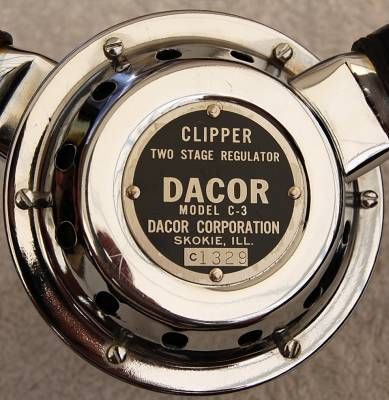 CLIPPER
TWO STAGE REGULATOR
DACOR
MODEL C-3
DACOR CORPORATION
SKOKIE, ILL.
C1329